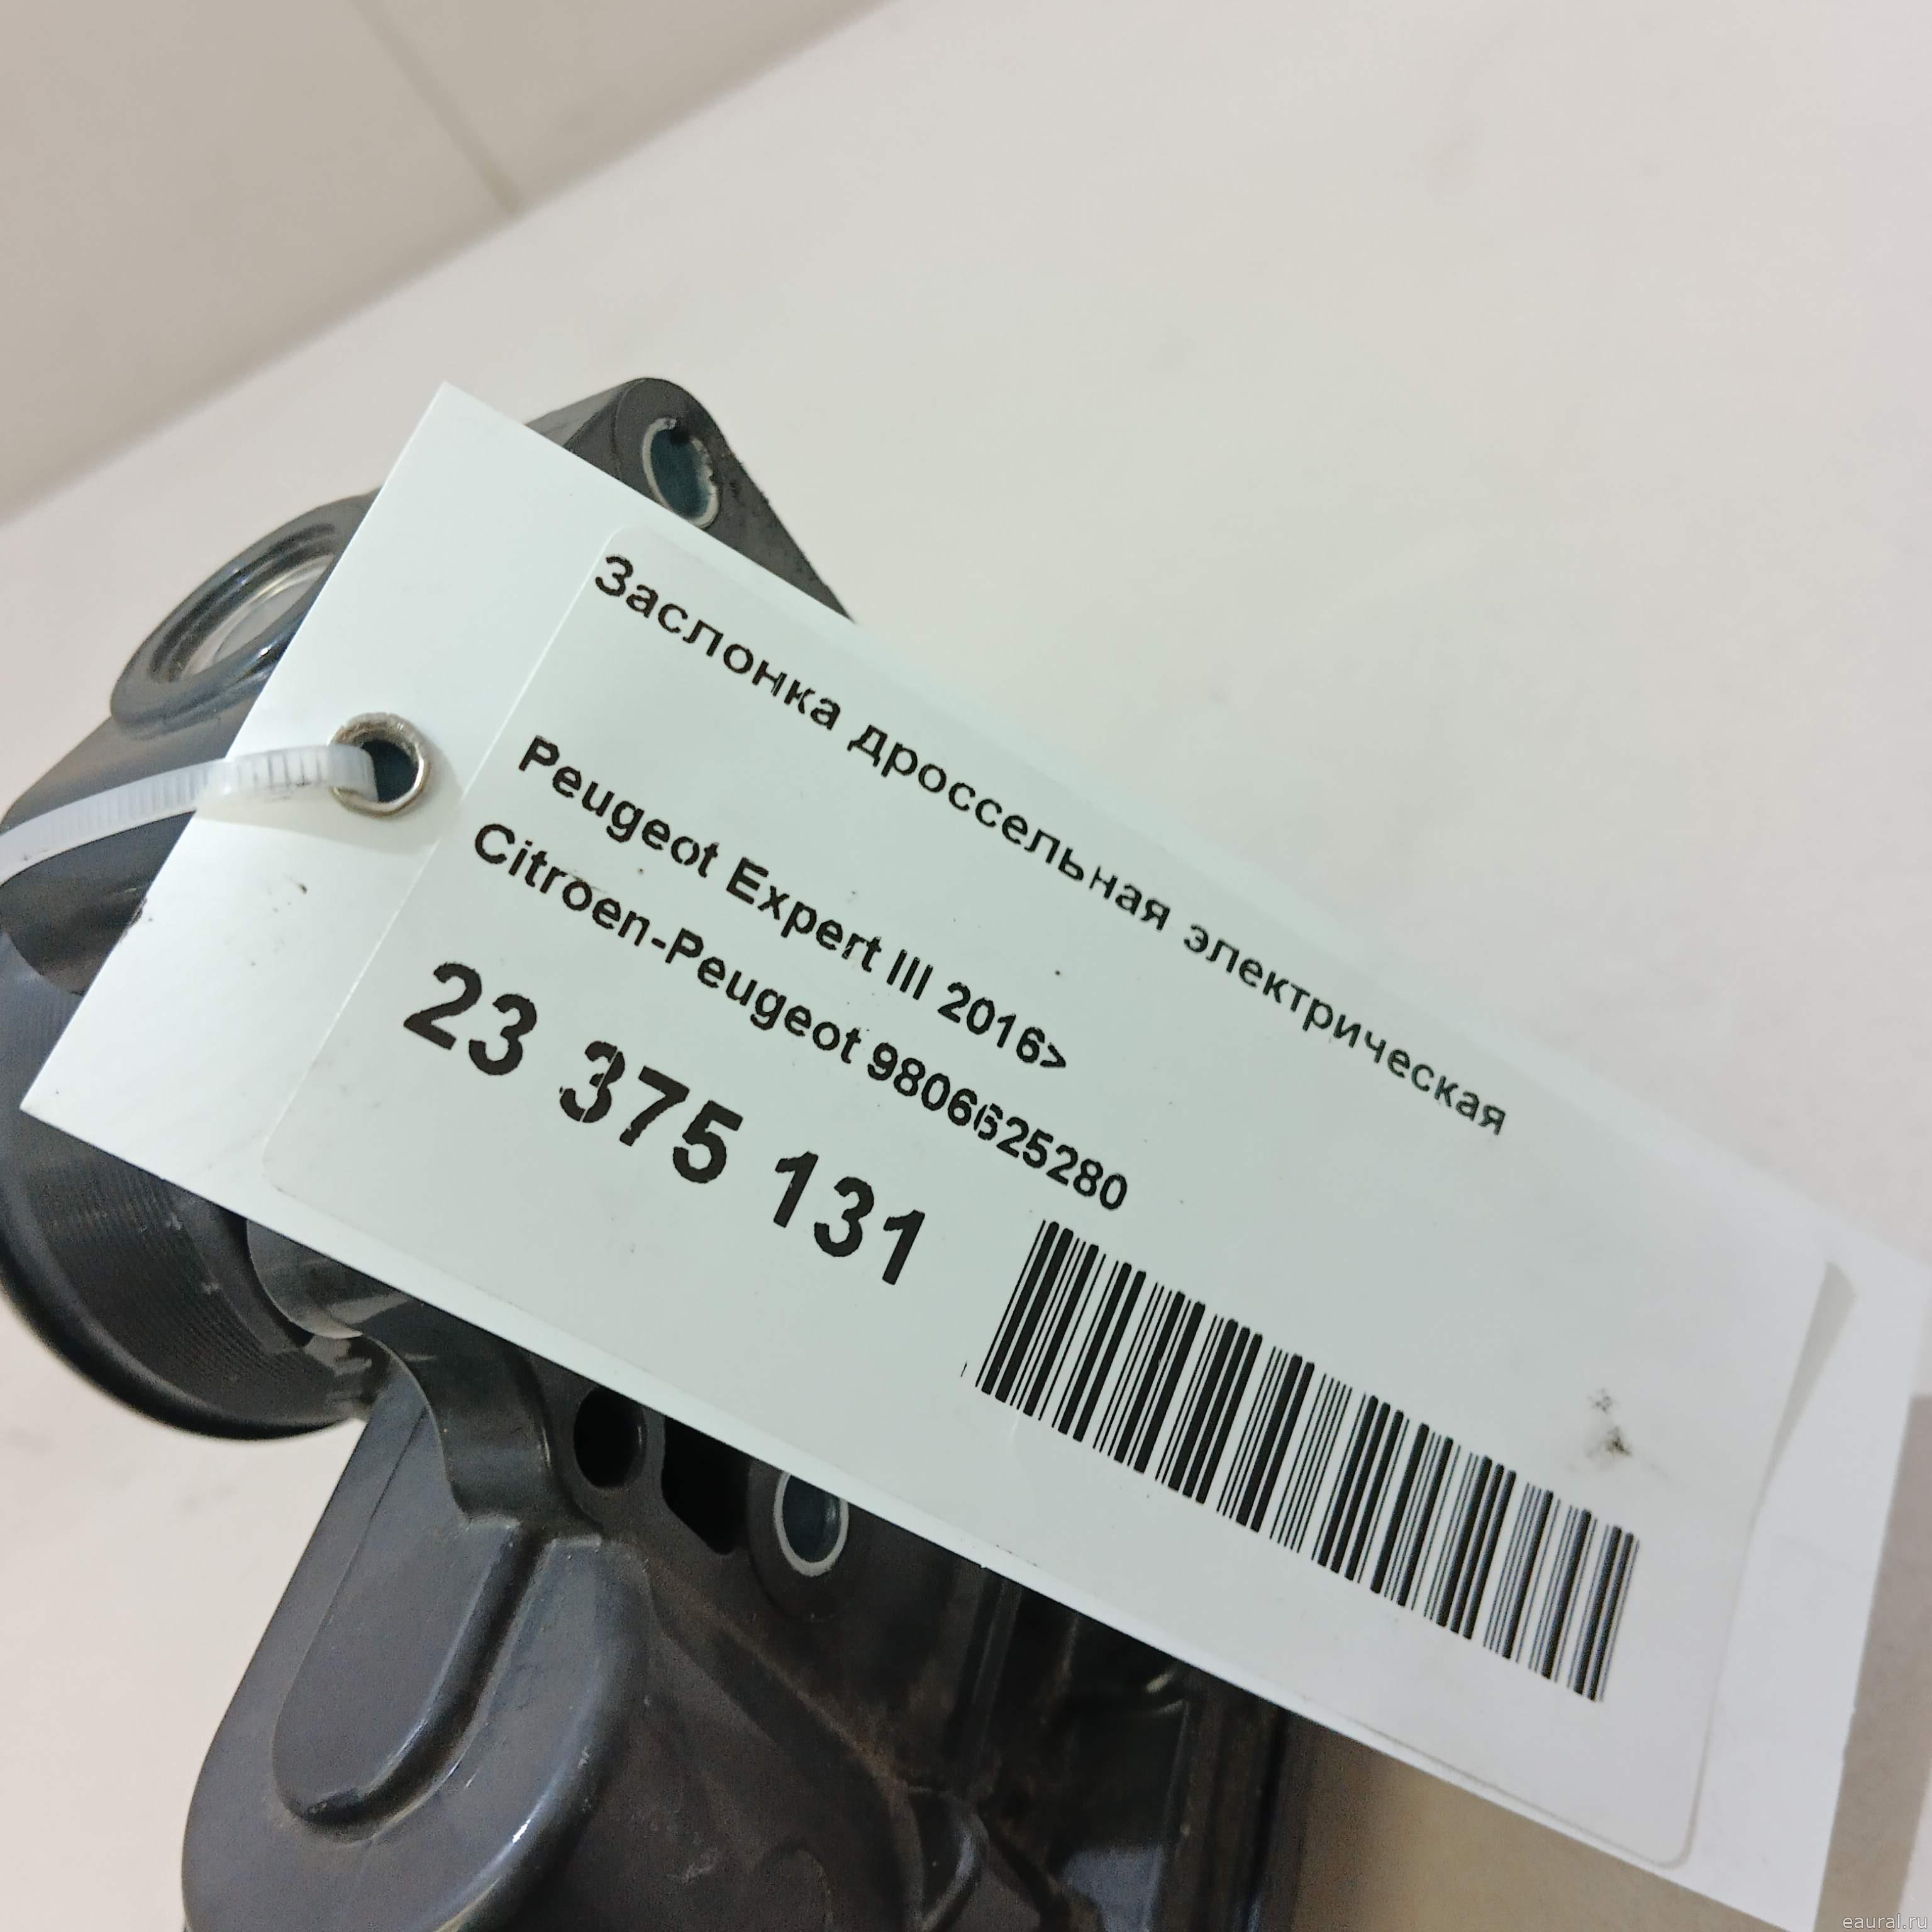 Заслонка дроссельная электрическая
Peugeot Expert III 2016>
Citroen-Peugeot 9806625280
23 375 131
eaural.ru